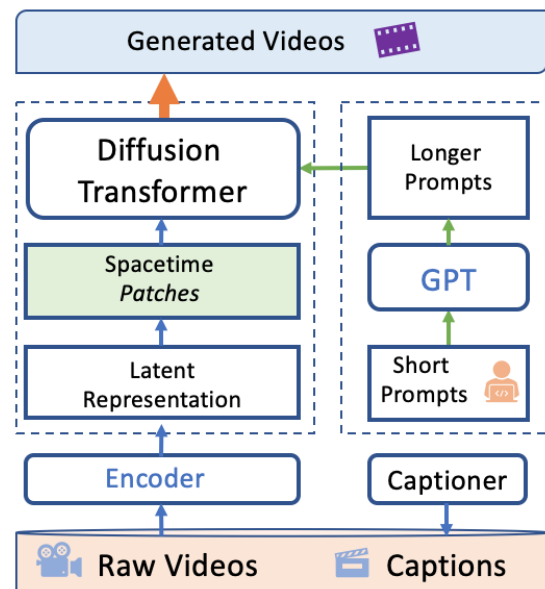 Generated Videos
Diffusion
Transformer
Spacetime
Patches
Latent
Representation
Encoder
Raw Videos
Longer
Prompts
GPT
Short
Prompts
</>
Captioner
Captions